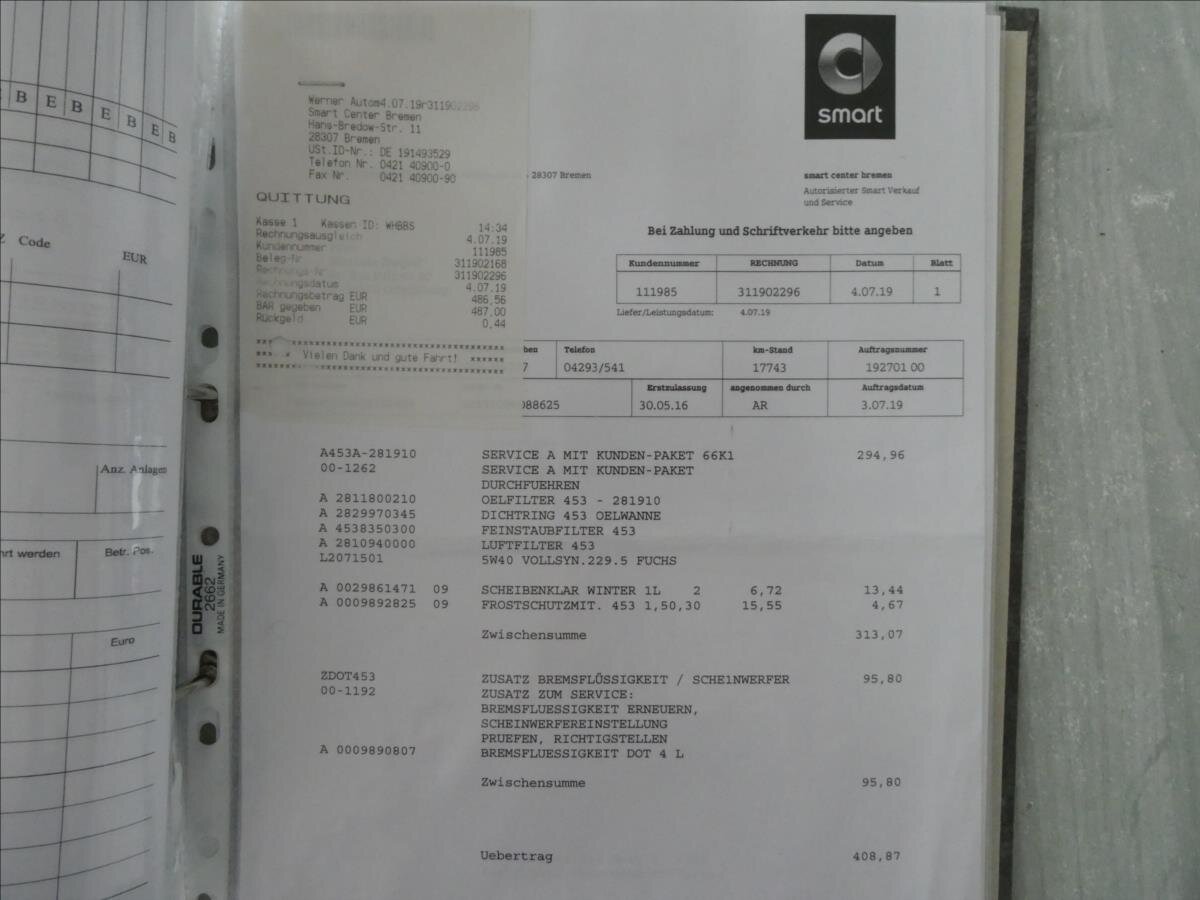 B E B E B E B
Z Code
EUR
Anz. Anlagen
hrt werden
Betr. Pos.
Euro
DURABLE
2662
MADE IN GERMANY
Werner Autom4.07.19r311902296
Smart Center Bremen
Hans-Bredow-Str. 11
28307 Bremen
USt.ID-Nr.: DE 191493529
Telefon Nr. 0421 40900-0
Fax Nr. 0421 40900-90
QUITTUNG
Kasse 1 Kassen ID: WHBBS 14:34
Rechnungsausgleich 4.07.19
Kundennummer 111985
Beleg-Nr 311902168
Rechnungs-Nr 311902296
Rechnungsdatum 4.07.19
Rechnungsbetrag EUR 486,56
BAR gegeben EUR 487,00
Rückgeld EUR 0,44
Vielen Dank und gute Fahrt! ******
smart
- 28307 Bremen
smart center bremen
Autorisierter Smart Verkauf
und Service
Bei Zahlung und Schriftverkehr bitte angeben
Kundennummer RECHNUNG Datum Blatt
111985 311902296 4.07.19 1
Liefer/Leistungsdatum: 4.07.19
ben Telefon km-Stand Auftragsnummer
7 04293/541 17743 192701 00
Erstzulassung angenommen durch Auftragsdatum
088625 30.05.16 AR 3.07.19
A453A-281910 SERVICE A MIT KUNDEN-PAKET 66K1 294,96
00-1262 SERVICE A MIT KUNDEN-PAKET
DURCHFUEHREN
A 2811800210 OELFILTER 453 - 281910
A 2829970345 DICHTRING 453 OELWANNE
A 4538350300 FEINSTAUBFILTER 453
A 2810940000 LUFTFILTER 453
L2071501 5W40 VOLLSYN.229.5 FUCHS
A 0029861471 09 SCHEIBENKLAR WINTER 1L 2 6,72 13,44
A 0009892825 09 FROSTSCHUTZMIT. 453 1,50,30 15,55 4,67
Zwischensumme 313,07
ZDOT453 ZUSATZ BREMSFLÜSSIGKEIT / SCHE1NWERFER 95,80
00-1192 ZUSATZ ZUM SERVICE:
BREMSFLUESSIGKEIT ERNEUERN,
SCHEINWERFEREINSTELLUNG
PRUEFEN, RICHTIGSTELLEN
A 0009890807 BREMSFLUESSIGKEIT DOT 4 L
Zwischensumme 95,80
Uebertrag 408,87